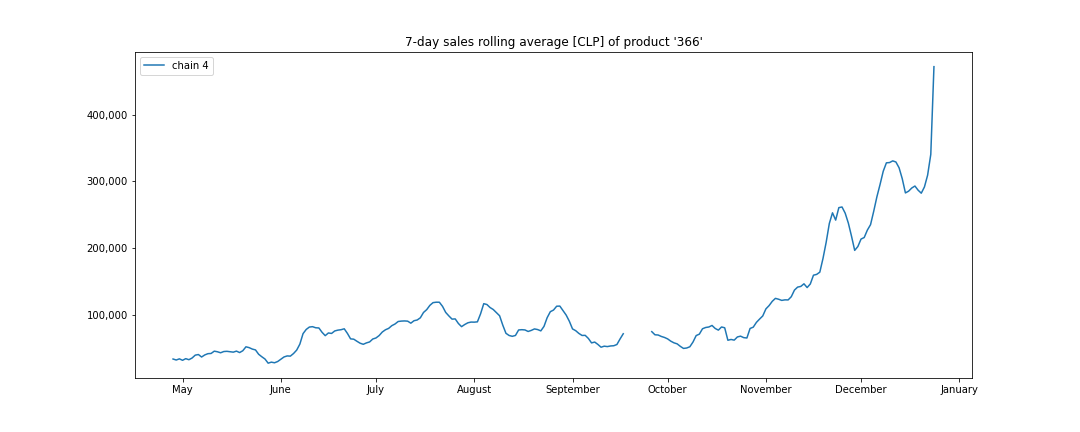 7-day sales rolling average [CLP] of product '366'
chain 4
400,000
300,000
200,000
100,000
May June July August September October November December January